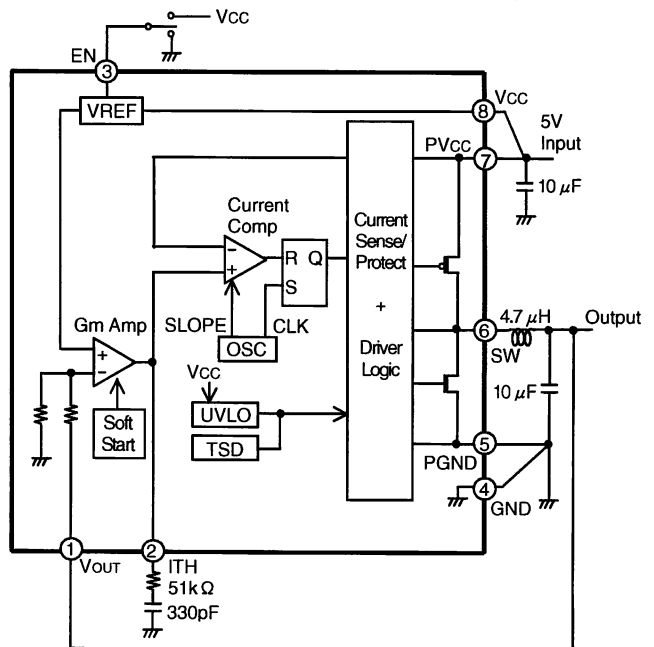 VCC
EN
3
VREF
8
VCC
5V
Input
PVCC
7
10 μF
Current
Comp
−
+
R Q
S
Current
Sense/
Protect
+
Driver
Logic
SLOPE
CLK
OSC
Gm Amp
+
−
Soft
Start
VCC
UVLO
TSD
6
SW
4.7 μH
Output
10 μF
5
PGND
4
GND
1
VOUT
2
ITH
51k Ω
330pF